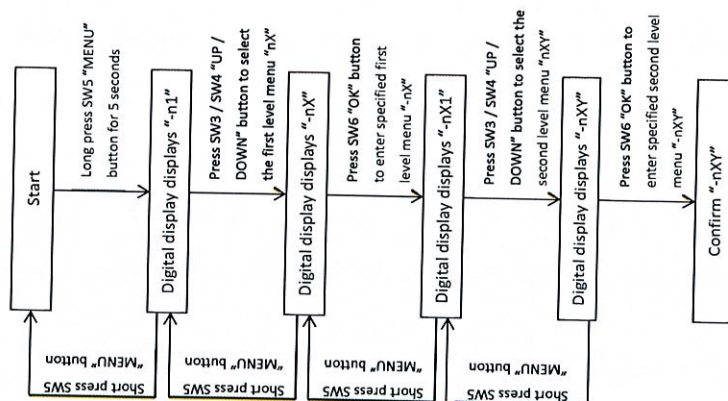 Start
Long press SW5 "MENU"
button for 5 seconds
Digital display displays "-n1"
Press SW3 / SW4 "UP /
DOWN" button to select
the first level menu "nX"
Digital display displays "-nX"
Press SW6 "OK" button
to enter specified first
level menu "-nX"
Digital display displays "-nX1"
Press SW3 / SW4 "UP /
DOWN" button to select the
second level menu "nXY"
Digital display displays "-nXY"
Press SW6 "OK" button to
enter specified second level
menu "-nXY"
Confirm "-nXY"
Short press SW5
"MENU" button
Short press SW5
"MENU" button
Short press SW5
"MENU" button
Short press SW5
"MENU" button